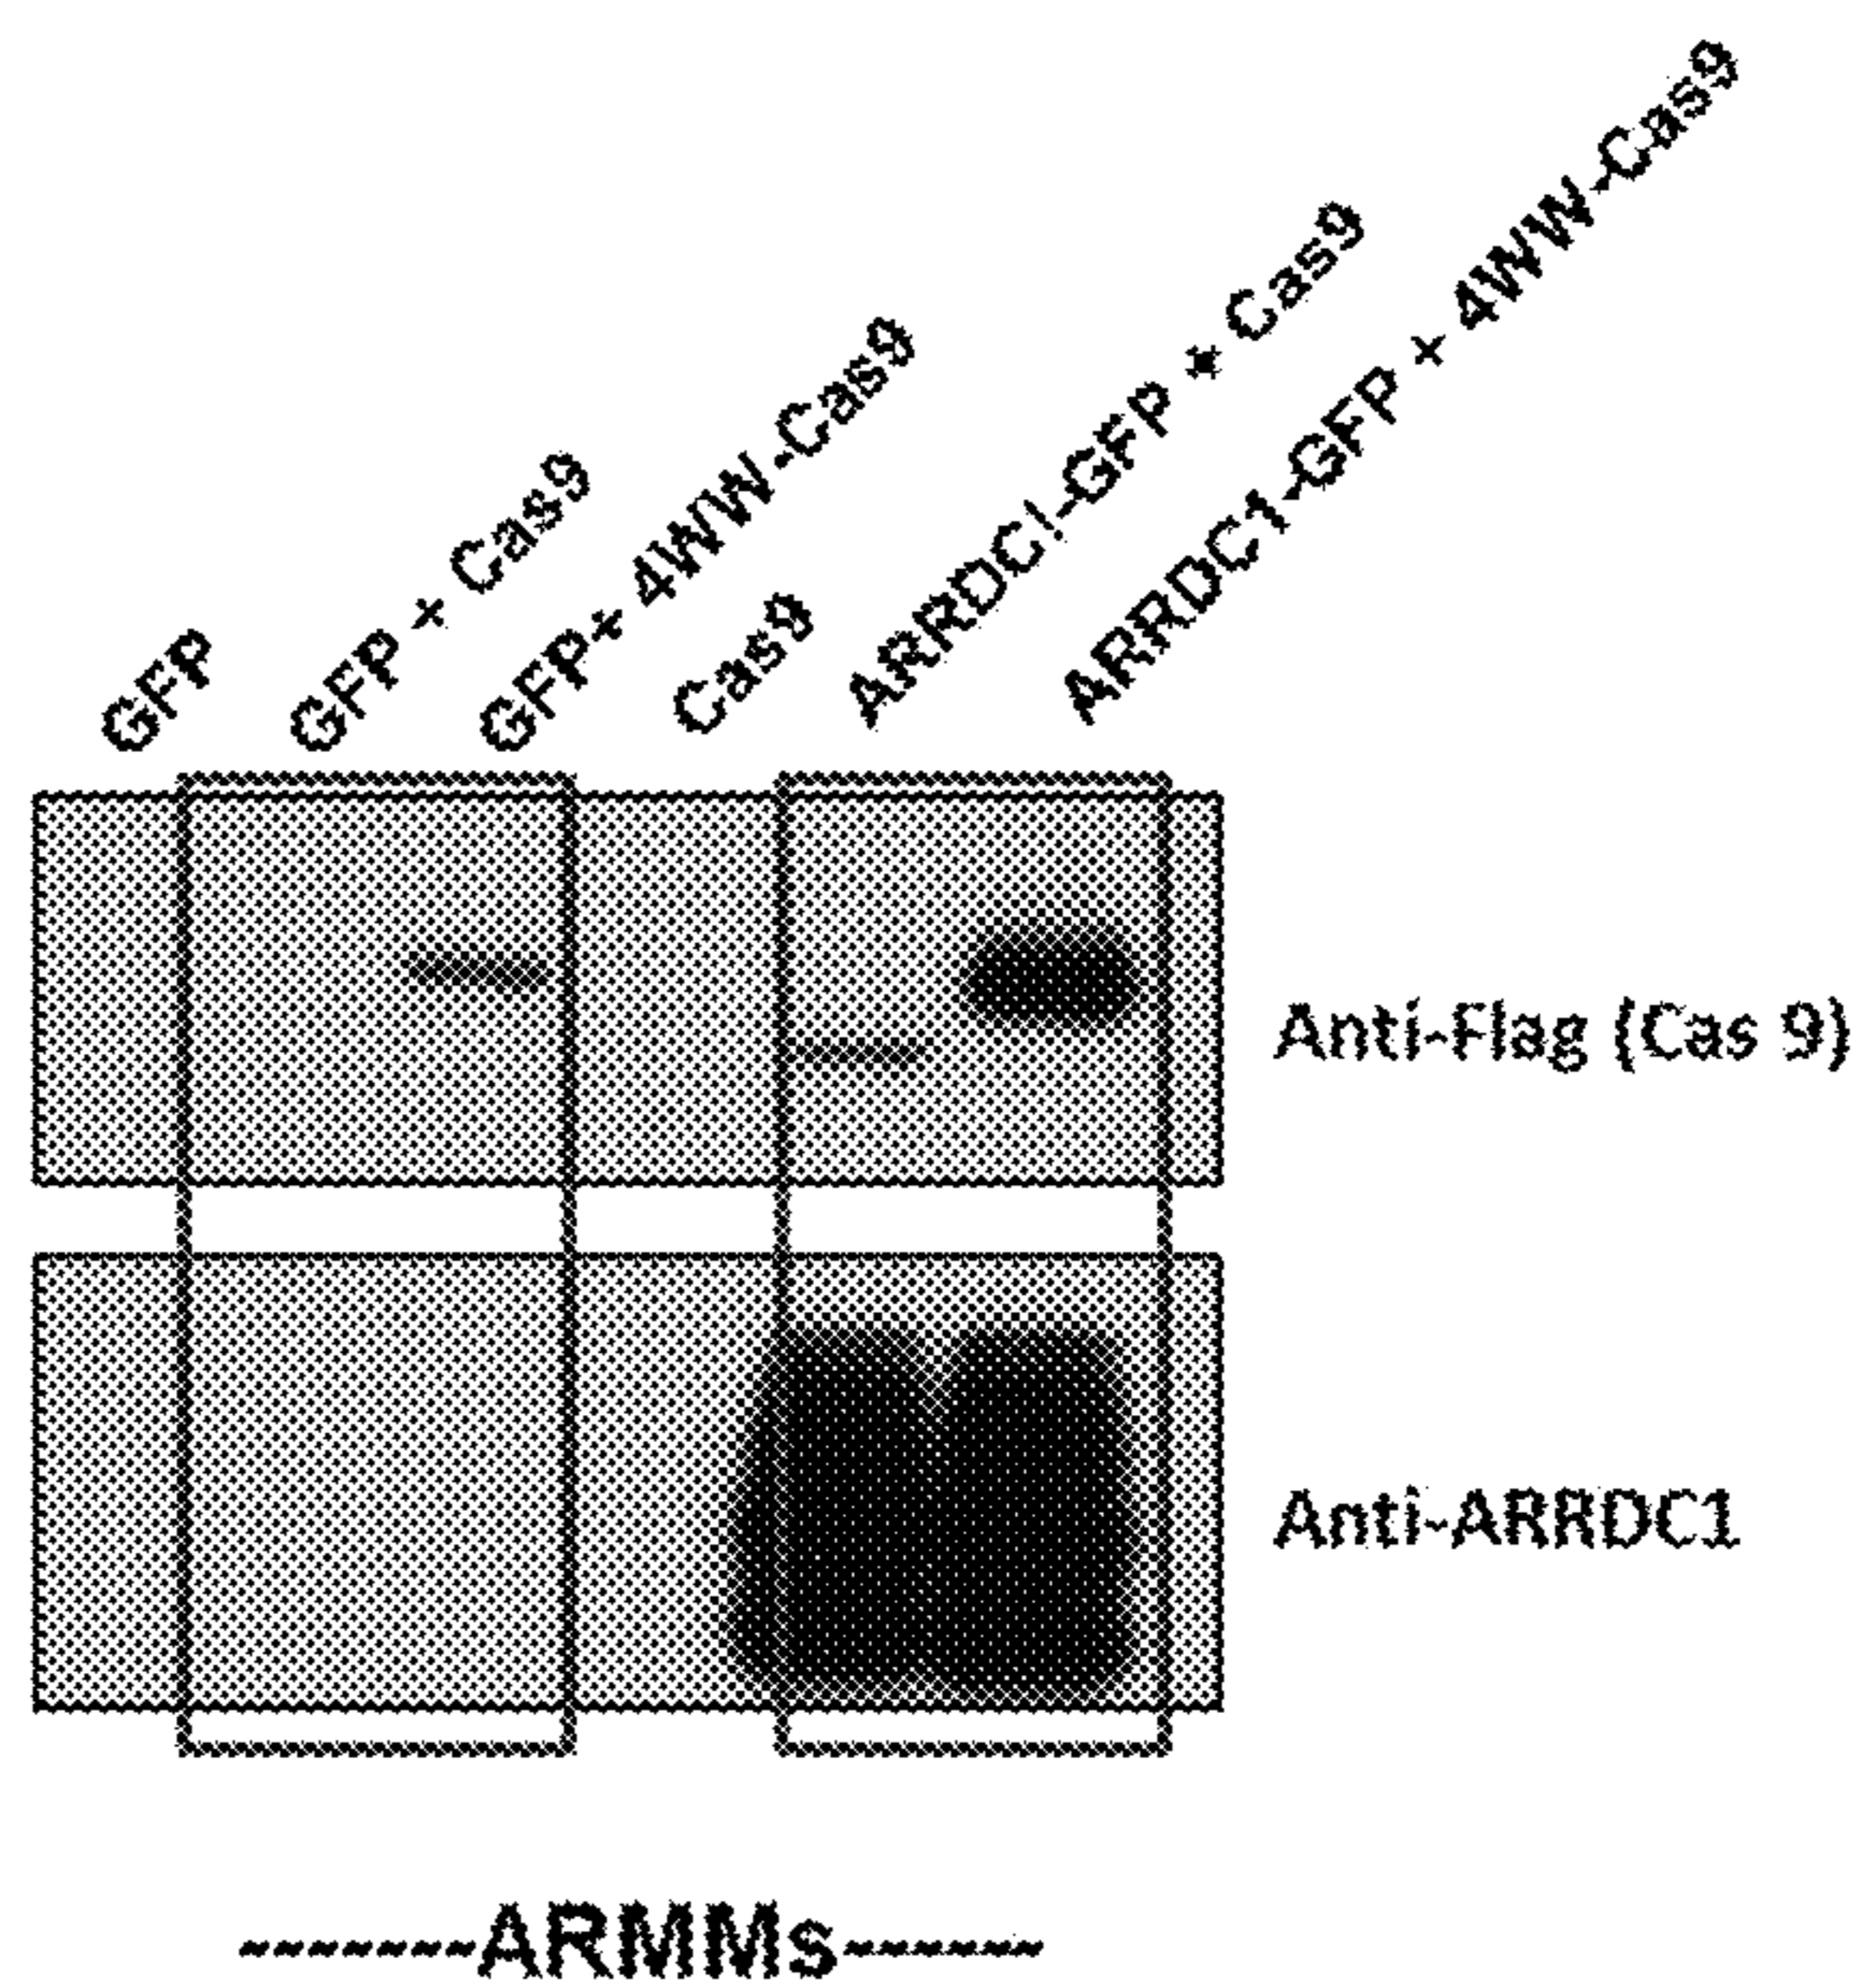 GFP
GFP + Cas9
GFP+ 4WW-Cas9
Cas9
ARRDC!-GFP * Cas9
ARRDC1-GFP + 4WW-Cas9
Anti-Flag (Cas 9)
Anti-ARRDC1
-------ARMMs------